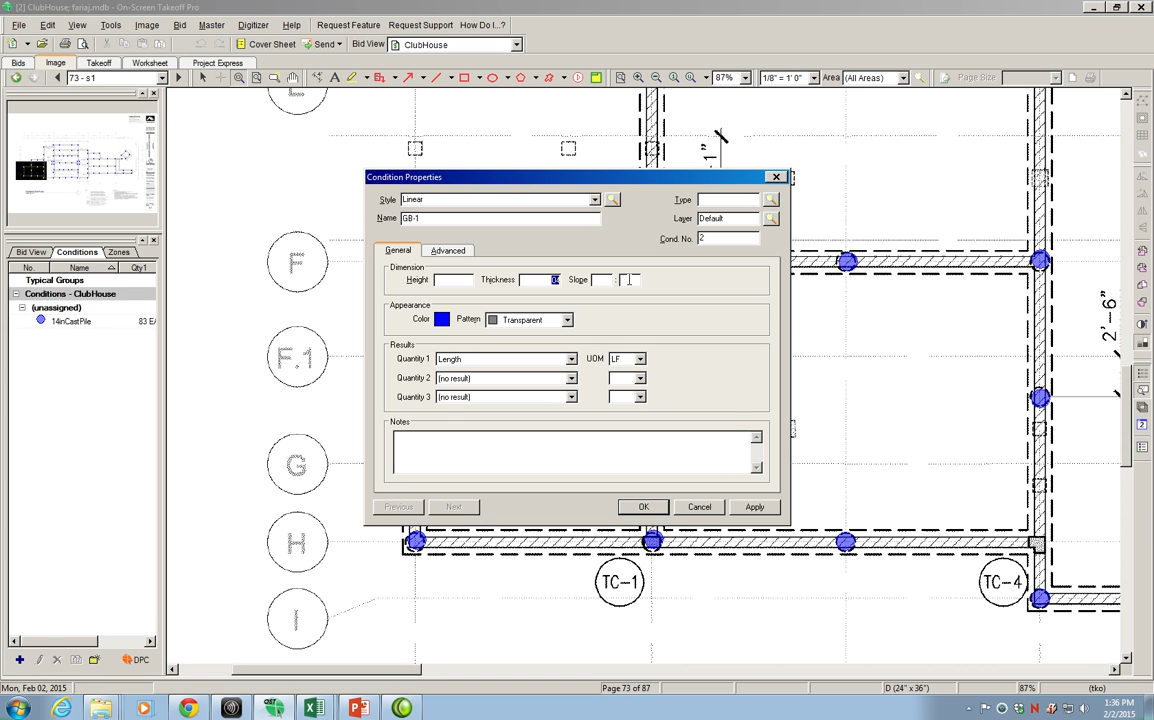 [2] ClubHouse; fariaj.mdb - On-Screen Takeoff Pro
File Edit View Tools Image Bid Master Digitizer Help Feature Request Request Support How Do I...?
Cover Sheet Send Bid View ClubHouse
Bids Image Takeoff Worksheet Project Express
73 - s1 87% 1/8" = 1' 0" Area (All Areas) Page Size
Bid View Conditions Zones
No. Name Qty1
Typical Groups
Conditions - ClubHouse
(unassigned)
14inCastPile 83 EA
DPC
F
F.1
G
H
I
1"
2'-6"
TC-1
TC-4
Condition Properties
Style Linear Type
Name GB-1 Layer Default
Cond. No. 2
General Advanced
Dimension
Height Thickness Slope :
Appearance
Color Pattern Transparent
Results
Quantity 1 Length UOM LF
Quantity 2 (no result)
Quantity 3 (no result)
Notes
Previous Next OK Cancel Apply
Mon, Feb 02, 2015 Page 73 of 87 D (24" x 36") 87% (tko)
1:36 PM
2/2/2015